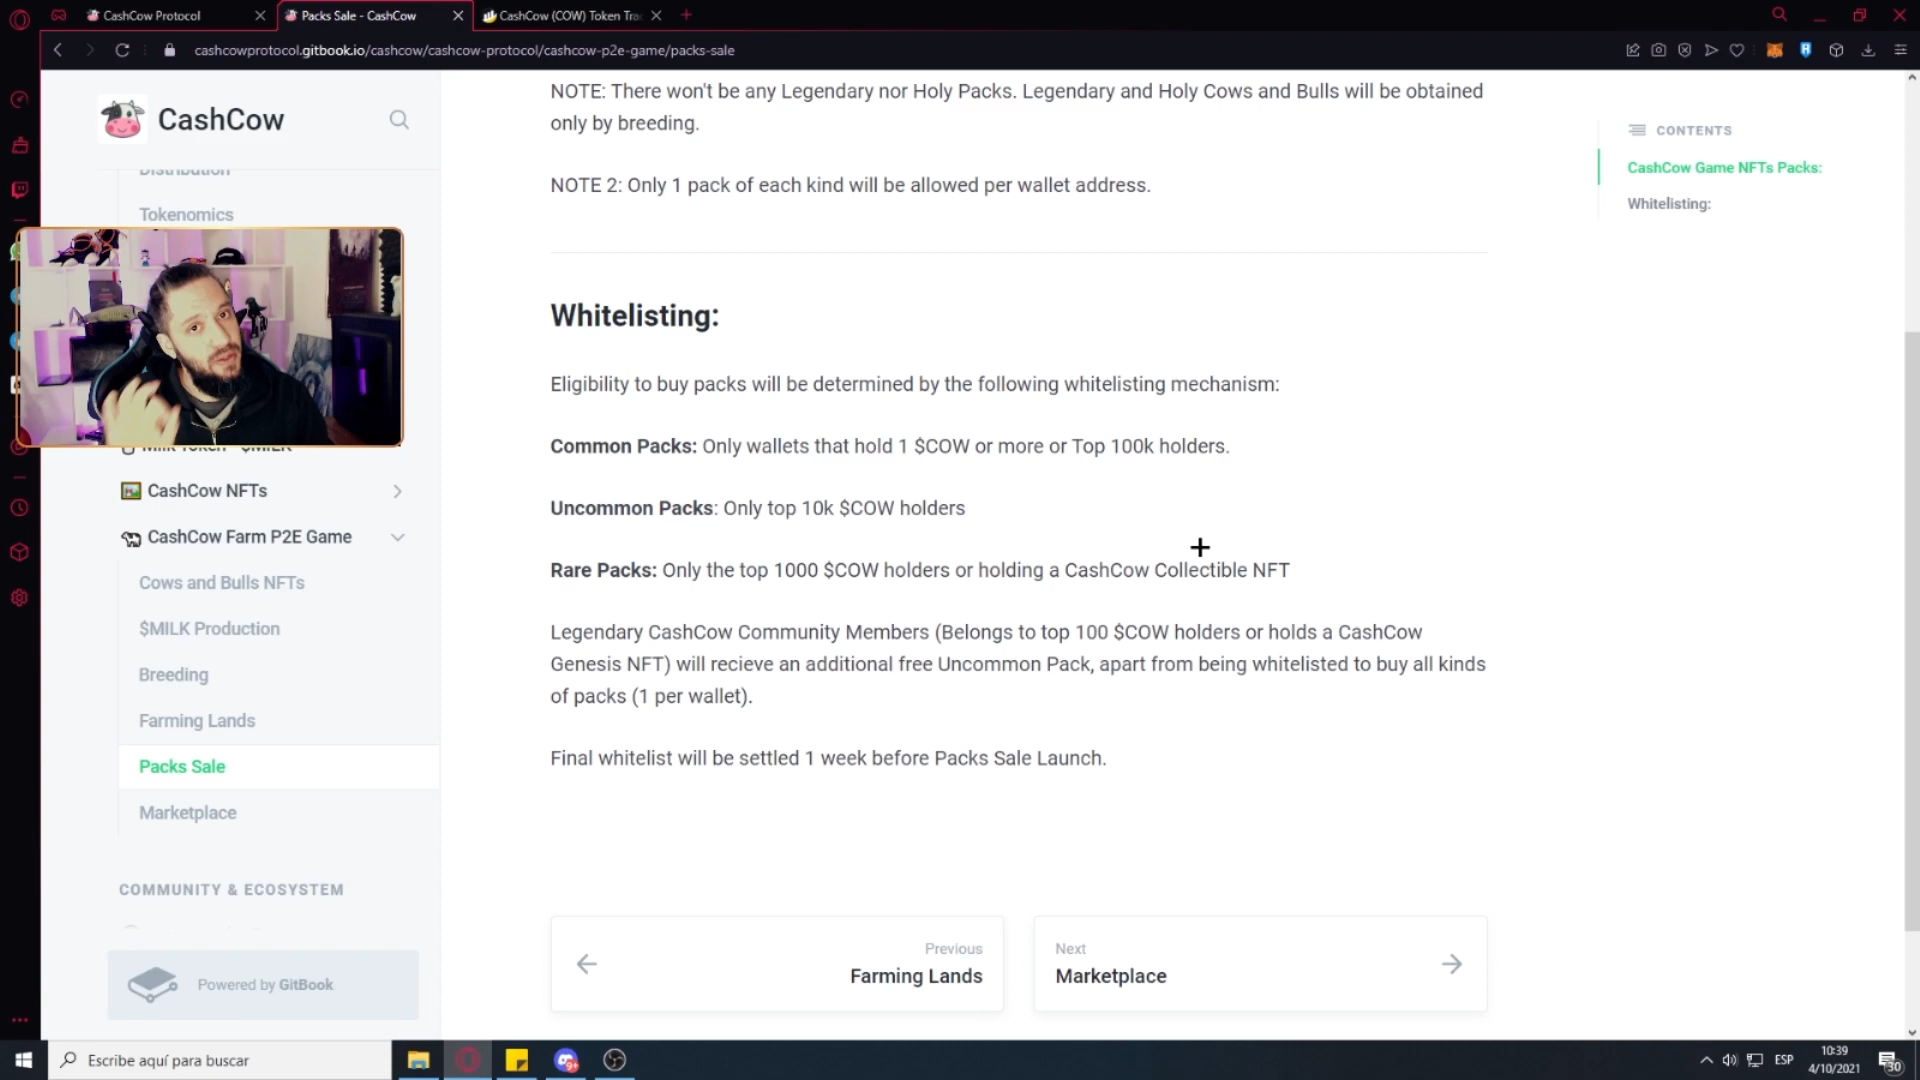 CashCow Protocol
Packs Sale - CashCow
CashCow (COW) Token Tra
cashcowprotocol.gitbook.io/cashcow/cashcow-protocol/cashcow-p2e-game/packs-sale
CashCow
Distribution
Tokenomics
Milk Token - $MILK
CashCow NFTs
CashCow Farm P2E Game
Cows and Bulls NFTs
$MILK Production
Breeding
Farming Lands
Packs Sale
Marketplace
COMMUNITY & ECOSYSTEM
Powered by GitBook
NOTE: There won't be any Legendary nor Holy Packs. Legendary and Holy Cows and Bulls will be obtained
only by breeding.
NOTE 2: Only 1 pack of each kind will be allowed per wallet address.
Whitelisting:
Eligibility to buy packs will be determined by the following whitelisting mechanism:
Common Packs: Only wallets that hold 1 $COW or more or Top 100k holders.
Uncommon Packs: Only top 10k $COW holders
Rare Packs: Only the top 1000 $COW holders or holding a CashCow Collectible NFT
Legendary CashCow Community Members (Belongs to top 100 $COW holders or holds a CashCow
Genesis NFT) will recieve an additional free Uncommon Pack, apart from being whitelisted to buy all kinds
of packs (1 per wallet).
Final whitelist will be settled 1 week before Packs Sale Launch.
Previous
Farming Lands
Next
Marketplace
CONTENTS
CashCow Game NFTs Packs:
Whitelisting:
Escribe aquí para buscar
9+
ESP
10:39
4/10/2021
30